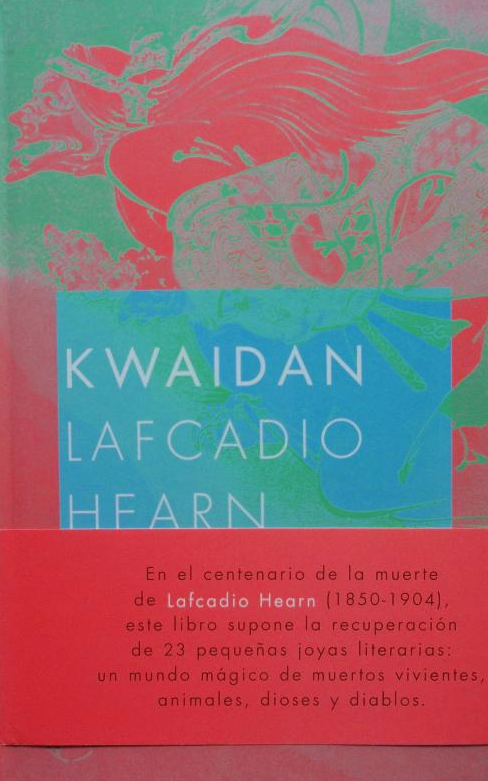 KWAIDAN
LAFCADIO
HEARN
En el centenario de la muerte
de Lafcadio Hearn (1850-1904),
este libro supone la recuperación
de 23 pequeñas joyas literarias:
un mundo mágico de muertos vivientes,
animales, dioses y diablos.